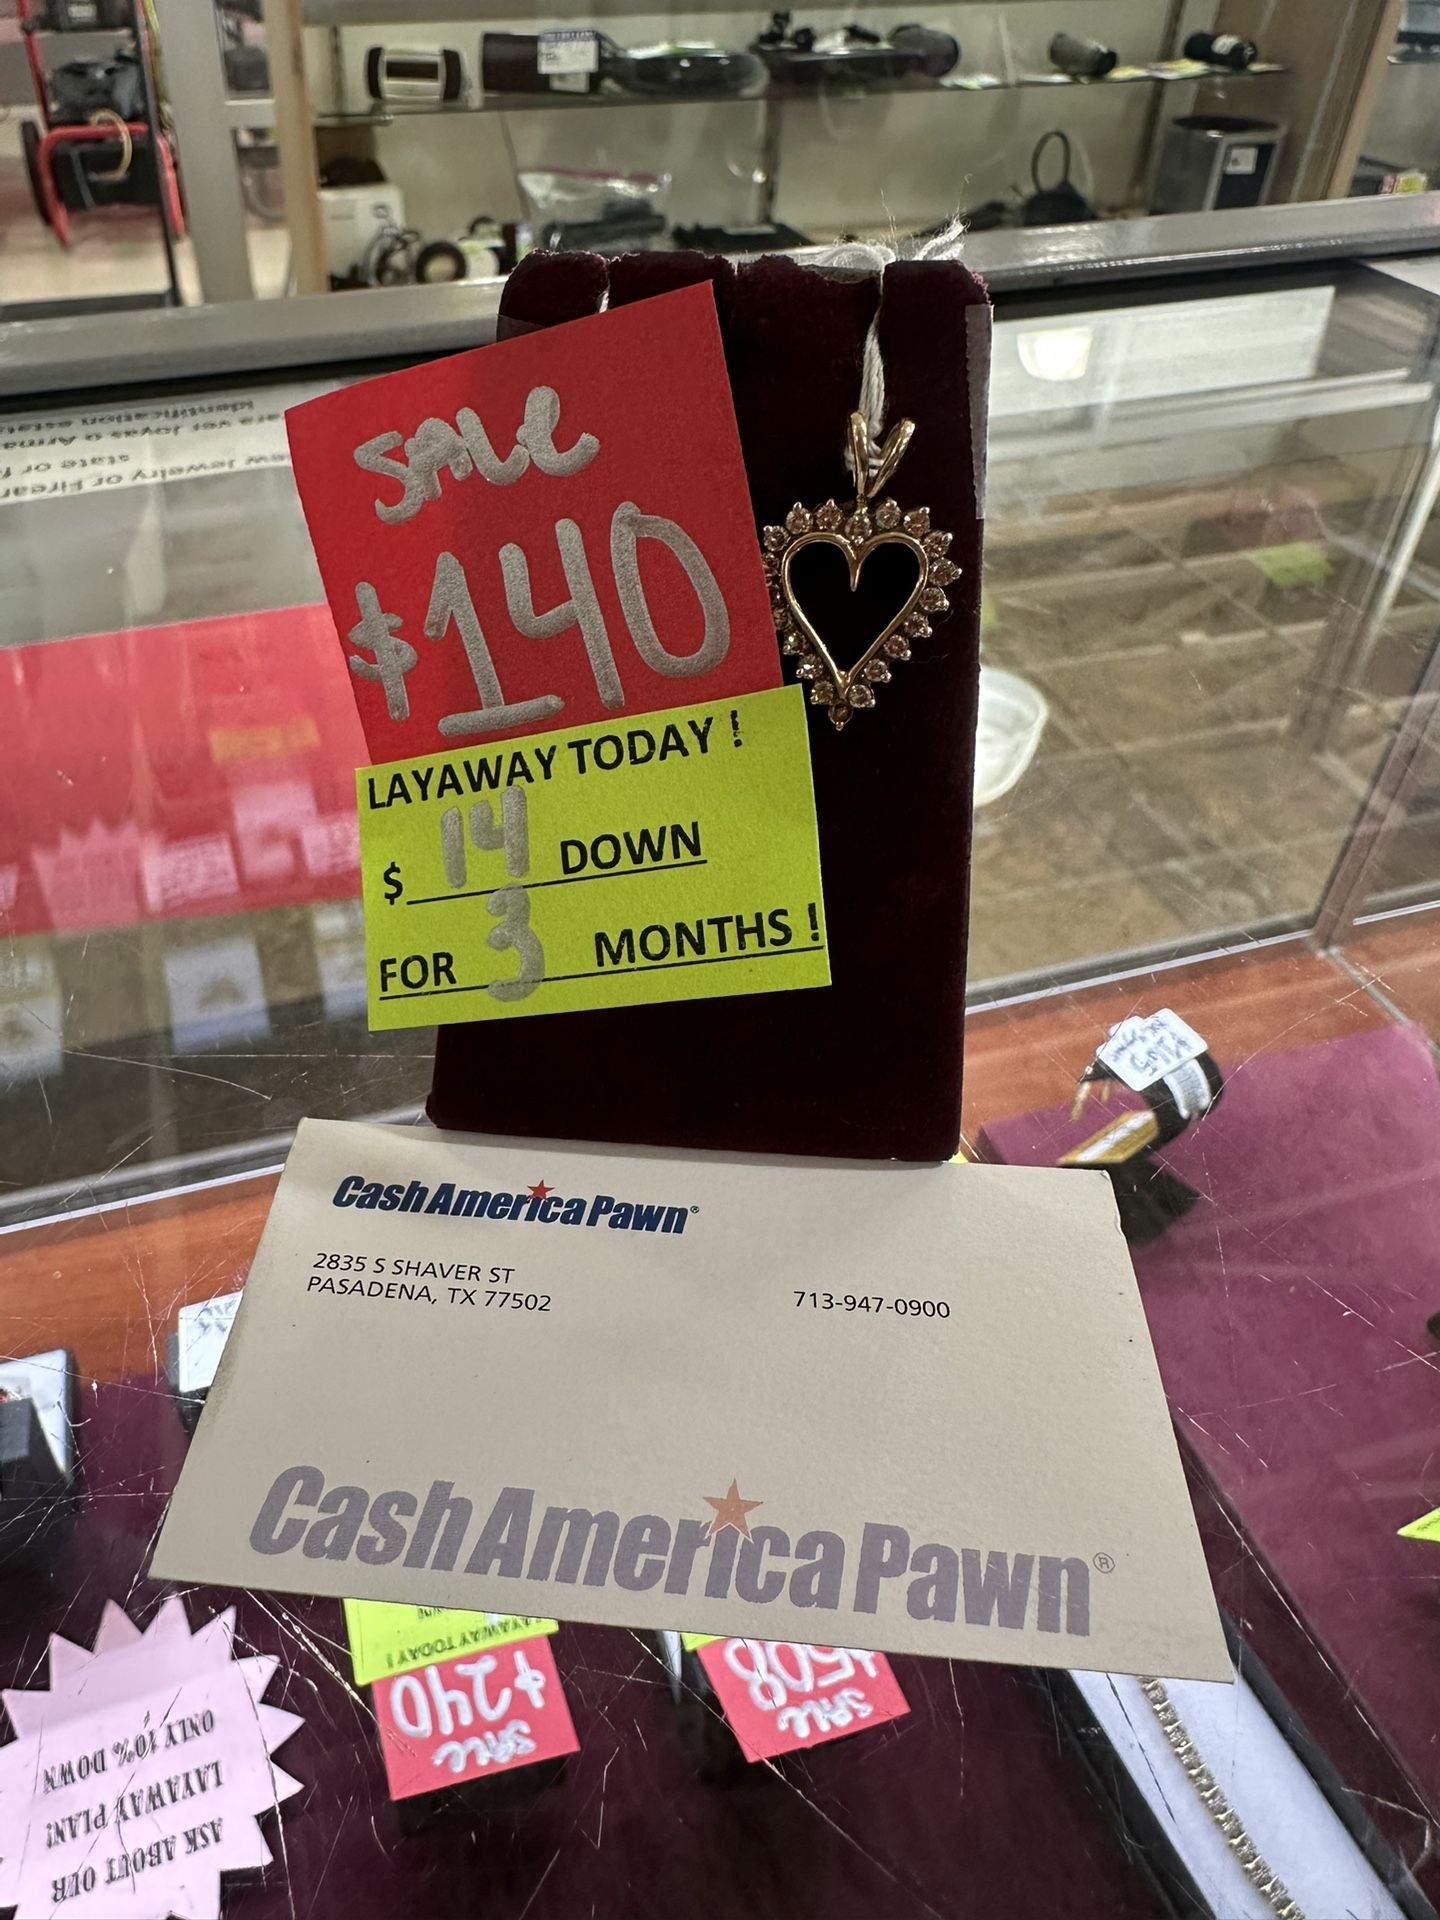 SALE
$140
LAYAWAY TODAY !
$ 14 DOWN
FOR 3 MONTHS !
CashAmericaPawn®
2835 S SHAVER ST
PASADENA, TX 77502
713-947-0900
CashAmericaPawn®
LAYAWAY TODAY !
SALE
$240
SALE
$508
ASK ABOUT OUR
LAYAWAY PLAN!
ONLY 10% DOWN